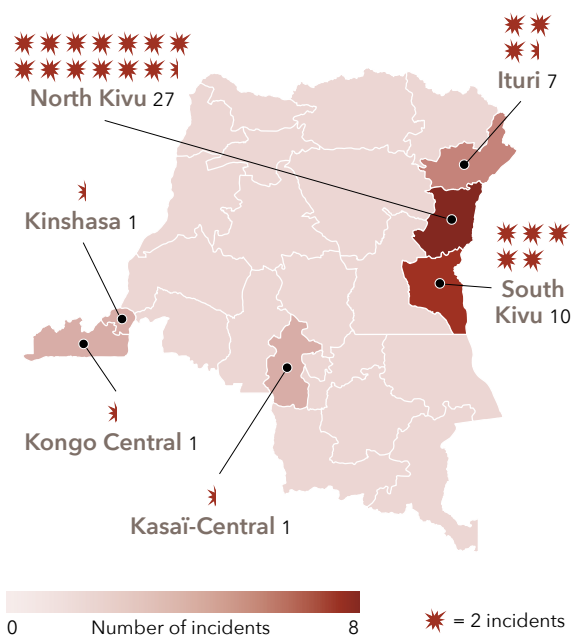 North Kivu 27
Ituri 7
Kinshasa 1
South
Kivu 10
Kongo Central 1
Kasaï-Central 1
0 Number of incidents 8
= 2 incidents